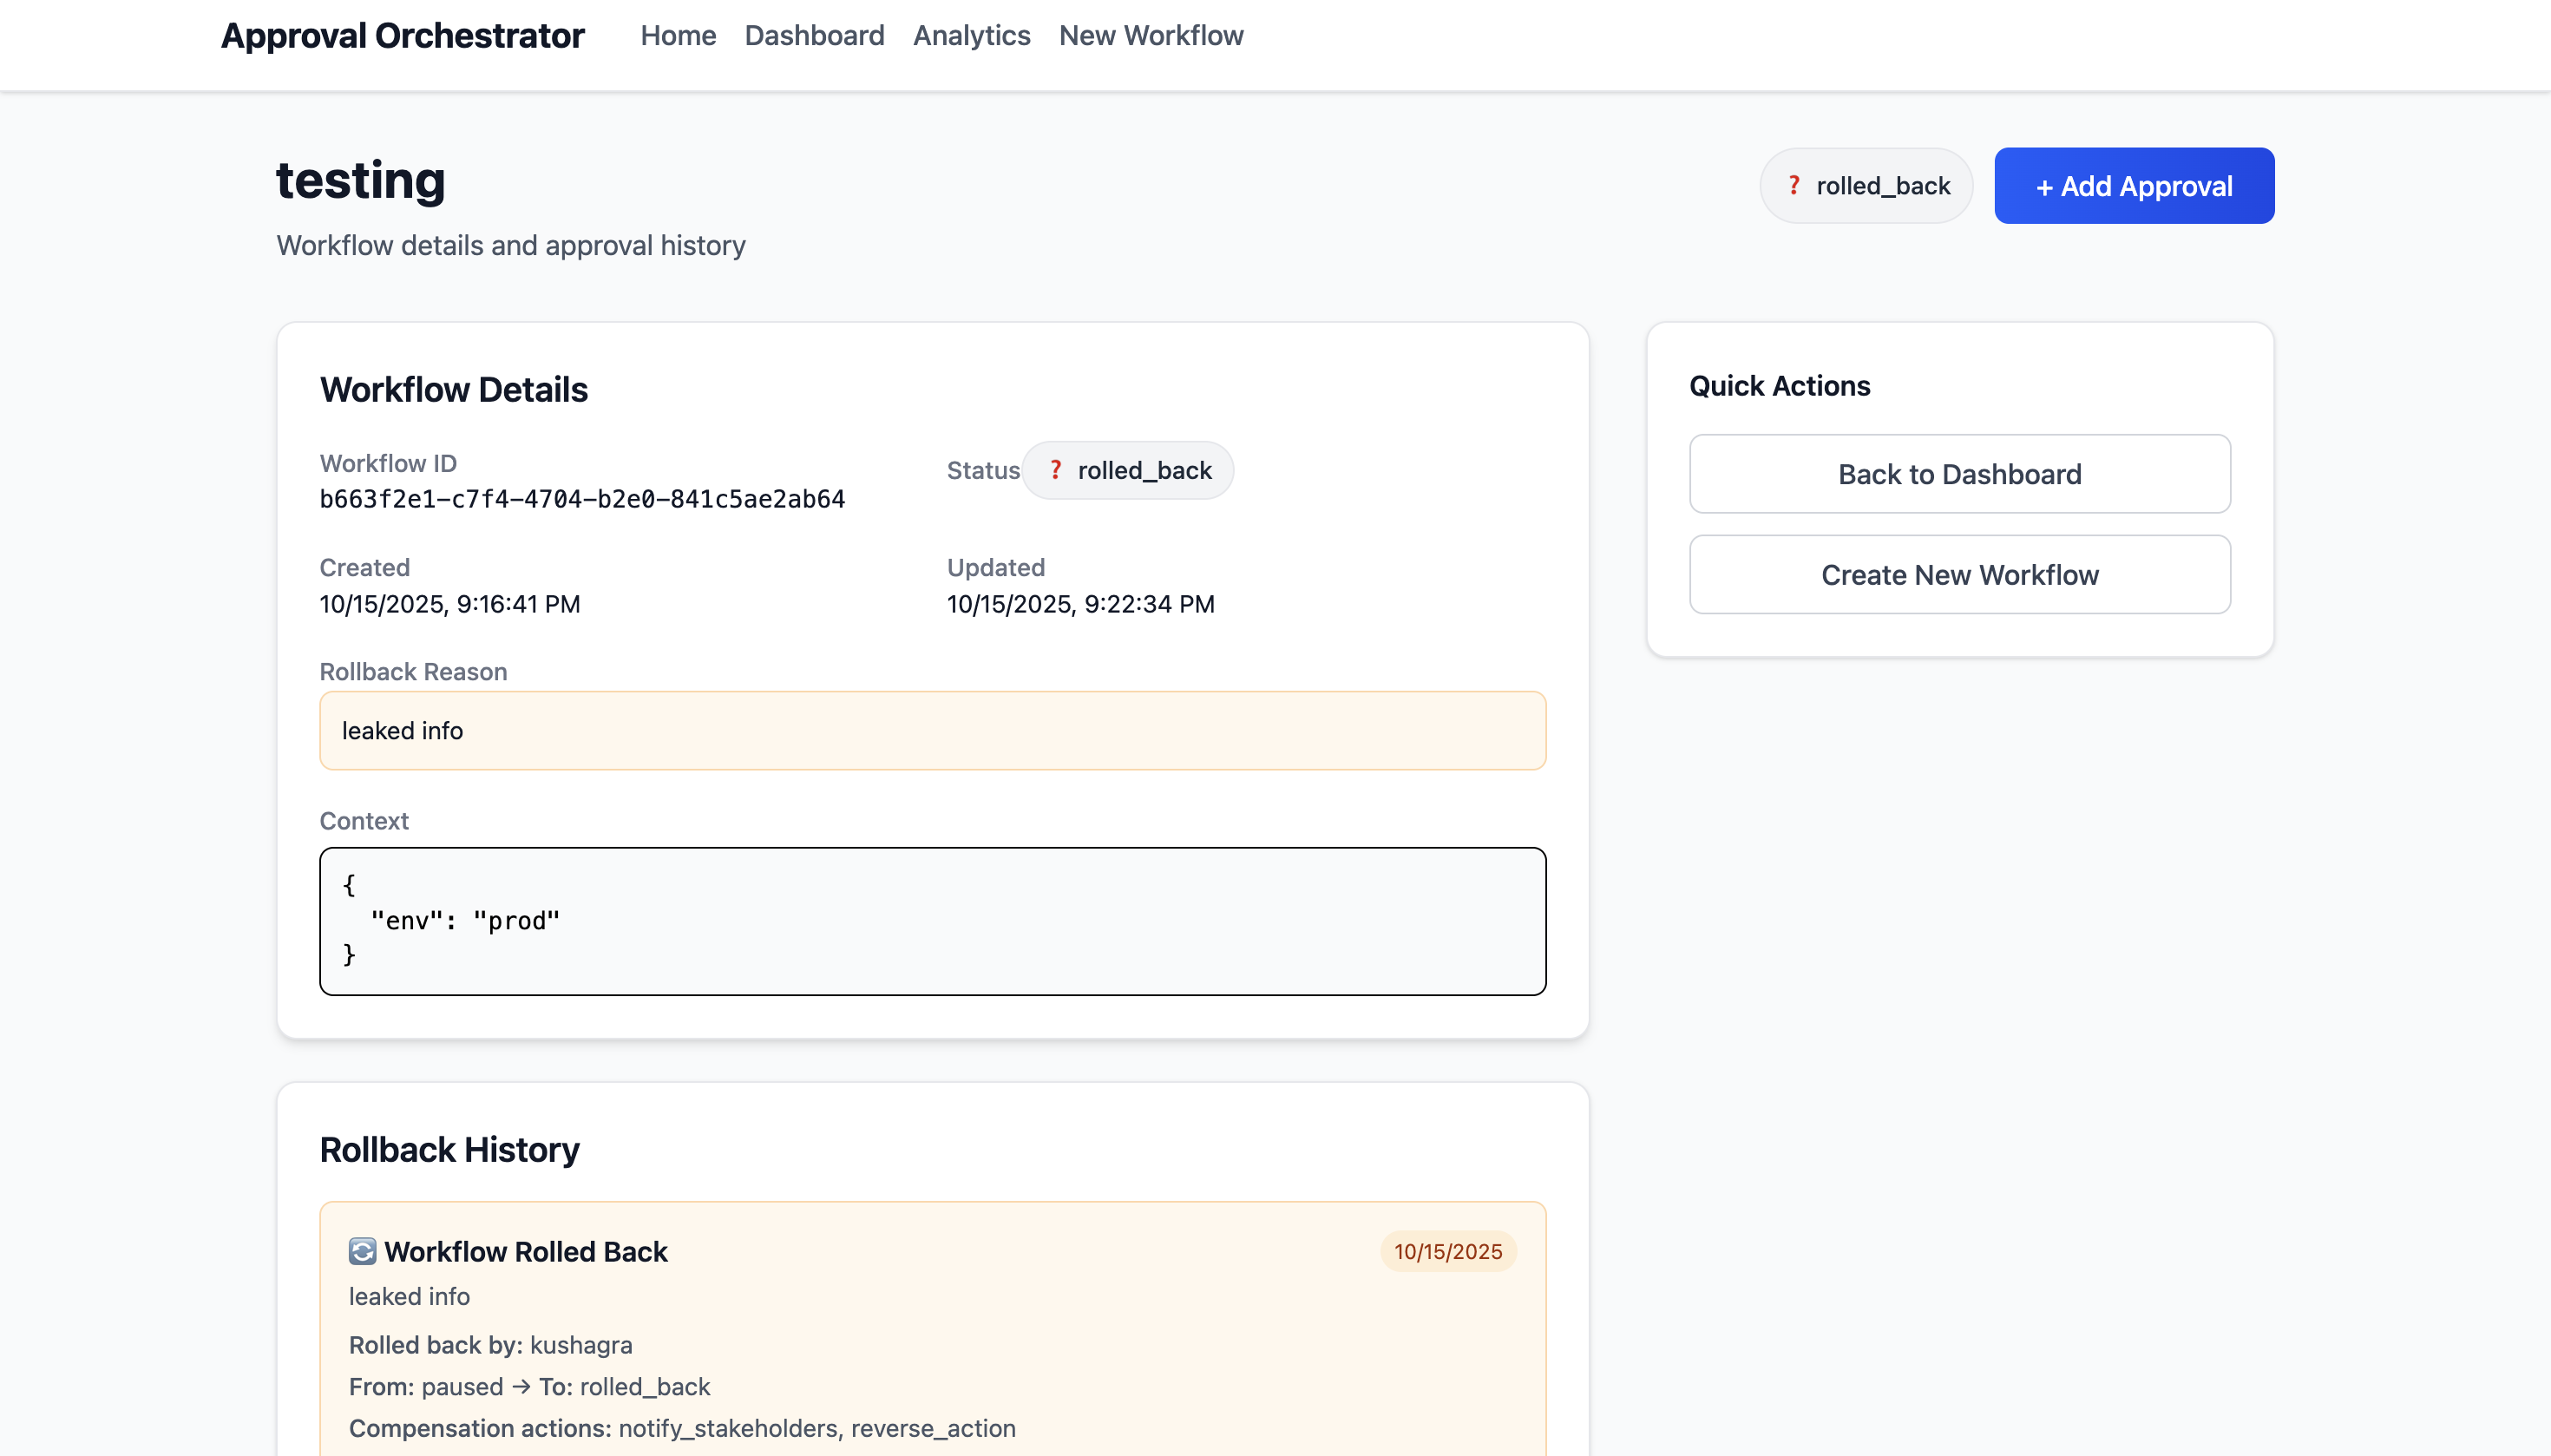 Approval Orchestrator Home Dashboard Analytics New Workflow
testing
Workflow details and approval history
❓ rolled_back
+ Add Approval
Workflow Details
Workflow ID
b663f2e1-c7f4-4704-b2e0-841c5ae2ab64
Status ❓ rolled_back
Created
10/15/2025, 9:16:41 PM
Updated
10/15/2025, 9:22:34 PM
Rollback Reason
leaked info
Context
{
  "env": "prod"
}
Quick Actions
Back to Dashboard
Create New Workflow
Rollback History
🔄 Workflow Rolled Back 10/15/2025
leaked info
Rolled back by: kushagra
From: paused → To: rolled_back
Compensation actions: notify_stakeholders, reverse_action